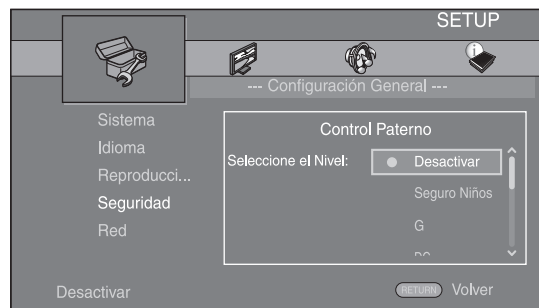 SETUP
--- Configuración General ---
Sistema
Idioma
Reproducci...
Seguridad
Red
Control Paterno
Seleccione el Nivel:
Desactivar
Seguro Niños
G
Desactivar
RETURN Volver